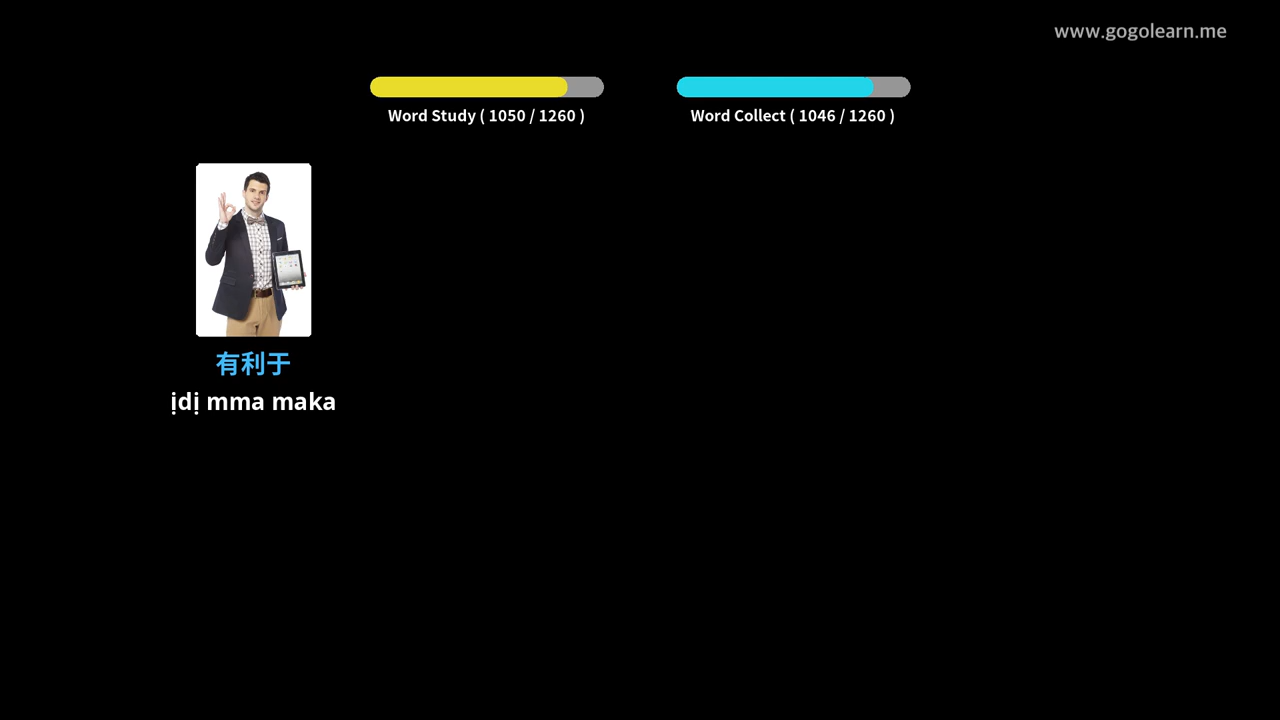 www.gogolearn.me
Word Study ( 1050 / 1260 )
Word Collect ( 1046 / 1260 )
有利于
ịdị mma maka